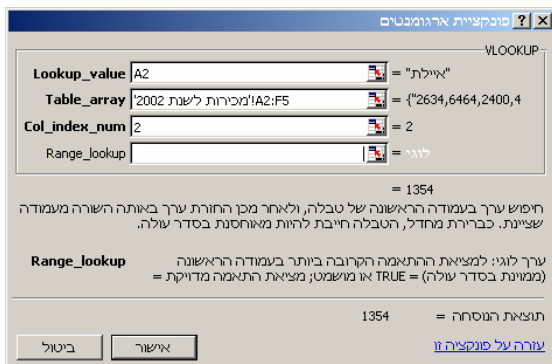 פונקציית ארגומנטים
VLOOKUP
Lookup_value A2 = "איילת"
Table_array 'מכירות לשנת 2002'!A2:F5 = {"2634,6464,2400,4
Col_index_num 2 = 2
Range_lookup = לוגי
= 1354
חיפוש ערך בעמודה הראשונה של טבלה, ולאחר מכן החזרת ערך באותה השורה מעמודה
שציינת. כברירת מחדל, הטבלה חייבת להיות מאוחסנת בסדר עולה.
Range_lookup ערך לוגי: למציאת ההתאמה הקרובה ביותר בעמודה הראשונה
(ממוינת בסדר עולה) = TRUE או מושמט; מציאת התאמה מדויקת =
תוצאת הנוסחה = 1354
עזרה על פונקציה זו
אישור
ביטול